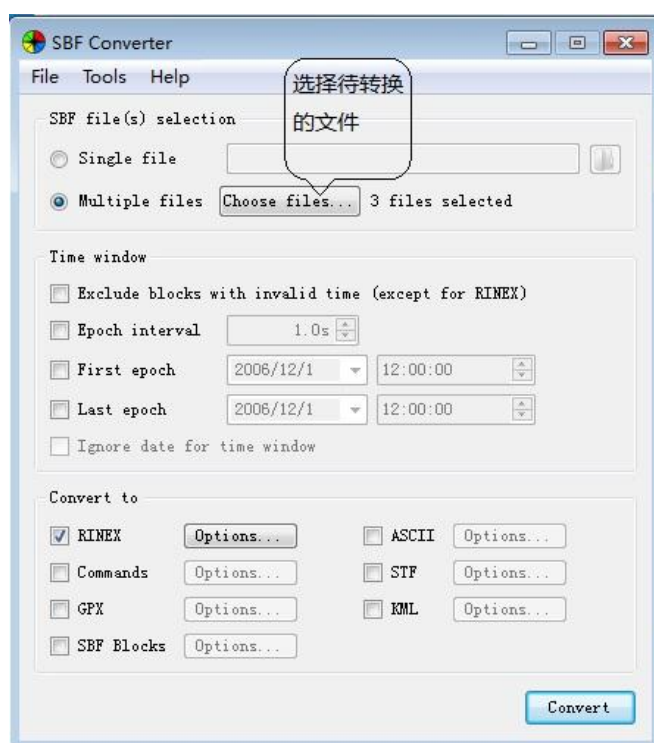 SBF Converter
File Tools Help
选择待转换
的文件
SBF file(s) selection
Single file
Multiple files Choose files... 3 files selected
Time window
Exclude blocks with invalid time (except for RINEX)
Epoch interval 1.0s
First epoch 2006/12/1 12:00:00
Last epoch 2006/12/1 12:00:00
Ignore date for time window
Convert to
RINEX Options... ASCII Options...
Commands Options... STF Options...
GPX Options... KML Options...
SBF Blocks Options...
Convert